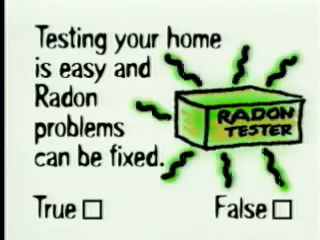 Testing your home
is easy and
Radon
problems
can be fixed.
RADON
TESTER
True
False